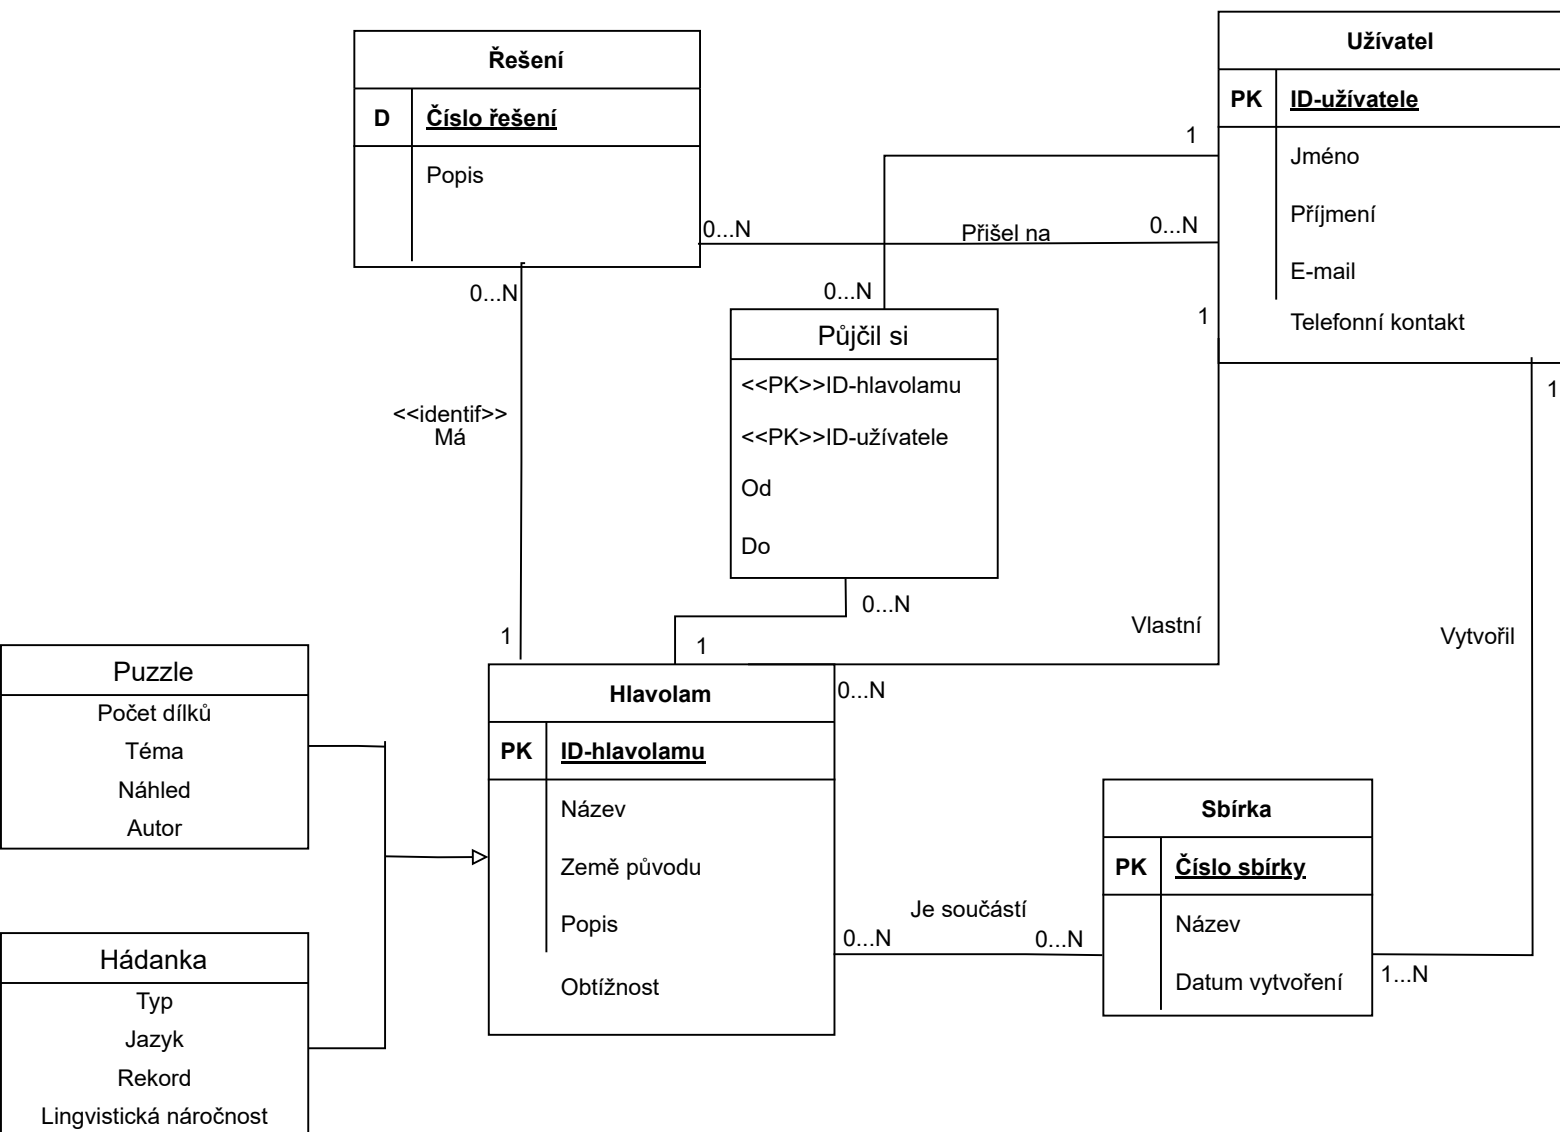 Řešení
D Číslo řešení
Popis
Užívatel
PK ID-užívatele
Jméno
Příjmení
E-mail
Telefonní kontakt
1
0...N Přišel na 0...N
0...N
0...N
1
1
Půjčil si
<<PK>>ID-hlavolamu
<<PK>>ID-užívatele
Od
Do
<<identif>>
Má
0...N
1
1
Vlastní
Vytvořil
0...N
Puzzle
Počet dílků
Téma
Náhled
Autor
Hlavolam
PK ID-hlavolamu
Název
Země původu
Popis
Obtížnost
Sbírka
PK Číslo sbírky
Název
Datum vytvoření
Je součástí
0...N 0...N
1...N
Hádanka
Typ
Jazyk
Rekord
Lingvistická náročnost